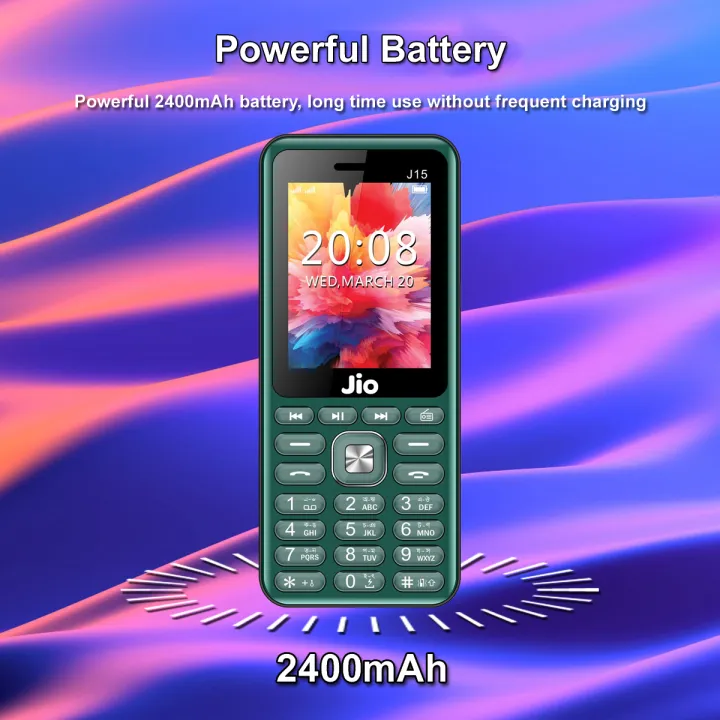 Powerful Battery
Powerful 2400mAh battery, long time use without frequent charging
J15
20:08
WED,MARCH 20
Jio
1
2 ABC 3 DEF
4 GHI 5 JKL 6 MNO
7 PQRS 8 TUV 9 WXYZ
* + 0 #
2400mAh